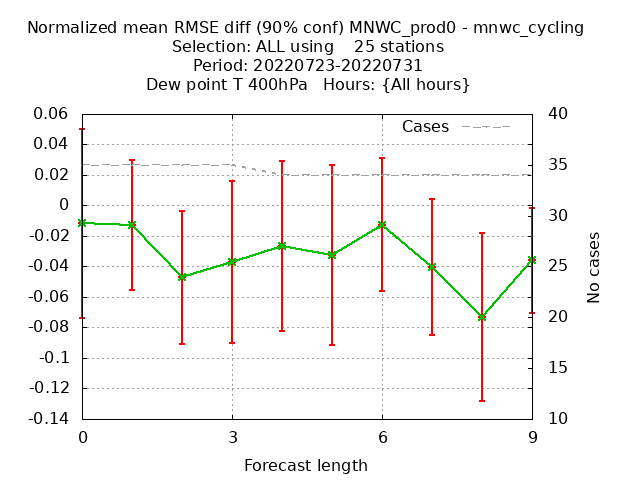 Normalized mean RMSE diff (90% conf) MNWC_prod0 - mnwc_cycling
Selection: ALL using    25 stations
Period: 20220723-20220731
Dew point T 400hPa   Hours: {All hours}
0.06
0.04
0.02
0
-0.02
-0.04
-0.06
-0.08
-0.1
-0.12
-0.14
Cases
40
35
30
25
20
15
10
No cases
0 3 6 9
Forecast length